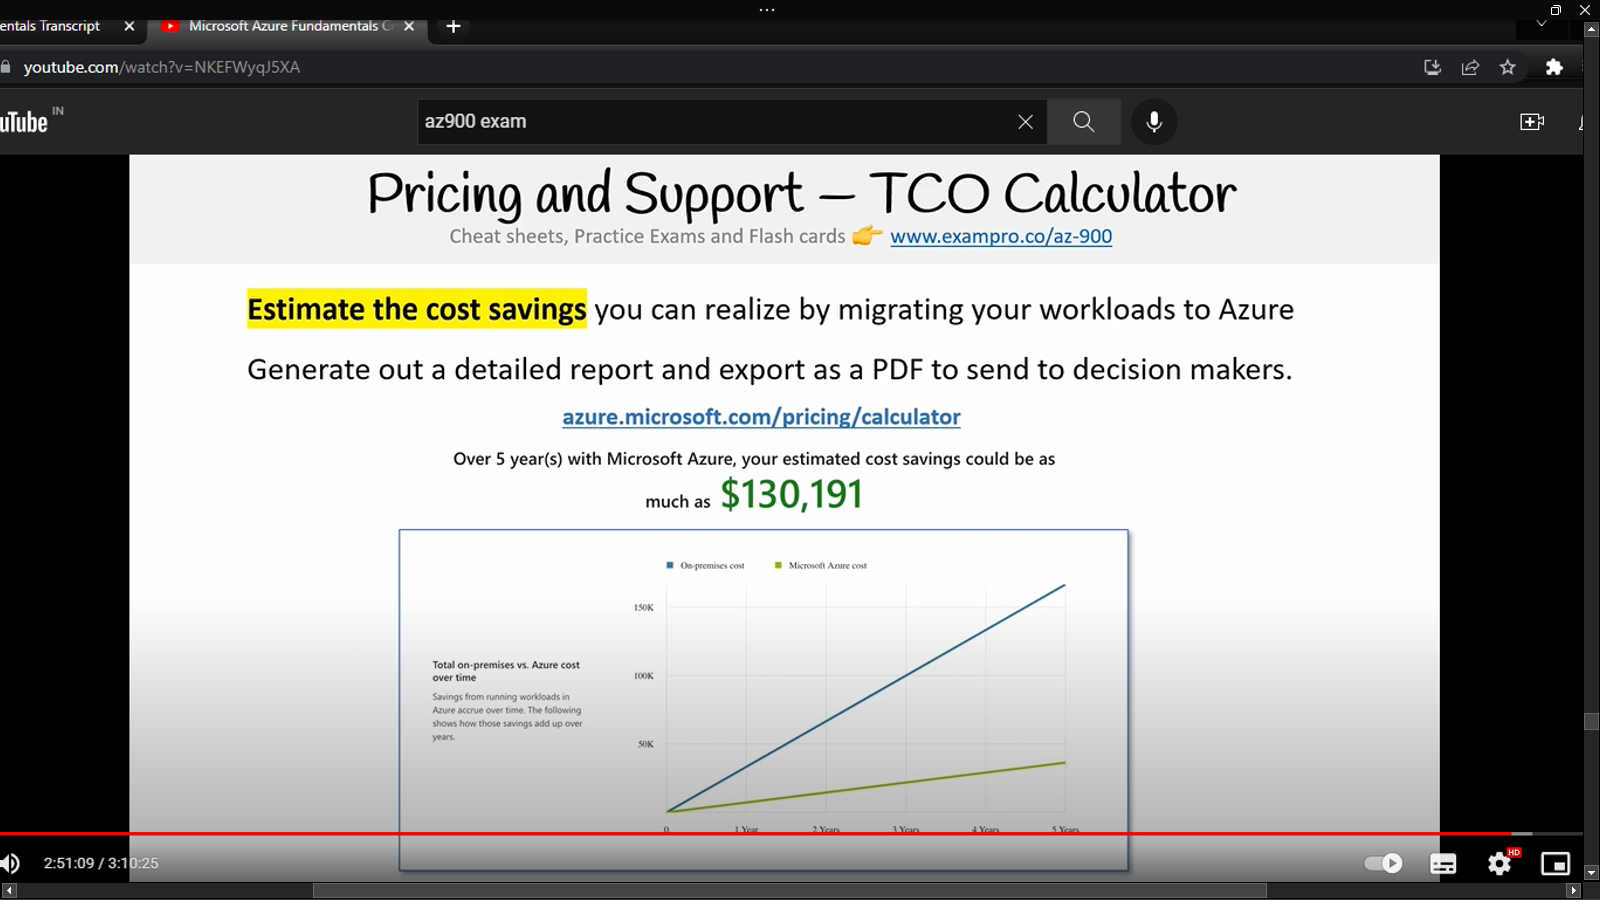 entals Transcript
Microsoft Azure Fundamentals C
youtube.com/watch?v=NKEFWyqJ5XA
uTube IN
az900 exam
Pricing and Support – TCO Calculator
Cheat sheets, Practice Exams and Flash cards 👉 www.exampro.co/az-900
Estimate the cost savings you can realize by migrating your workloads to Azure
Generate out a detailed report and export as a PDF to send to decision makers.
azure.microsoft.com/pricing/calculator
Over 5 year(s) with Microsoft Azure, your estimated cost savings could be as
much as $130,191
On-premises cost
Microsoft Azure cost
150K
100K
50K
Total on-premises vs. Azure cost
over time
Savings from running workloads in
Azure accrue over time. The following
shows how those savings add up over
years.
0
1 Year
2 Years
3 Years
4 Years
5 Years
2:51:09 / 3:10:25
HD